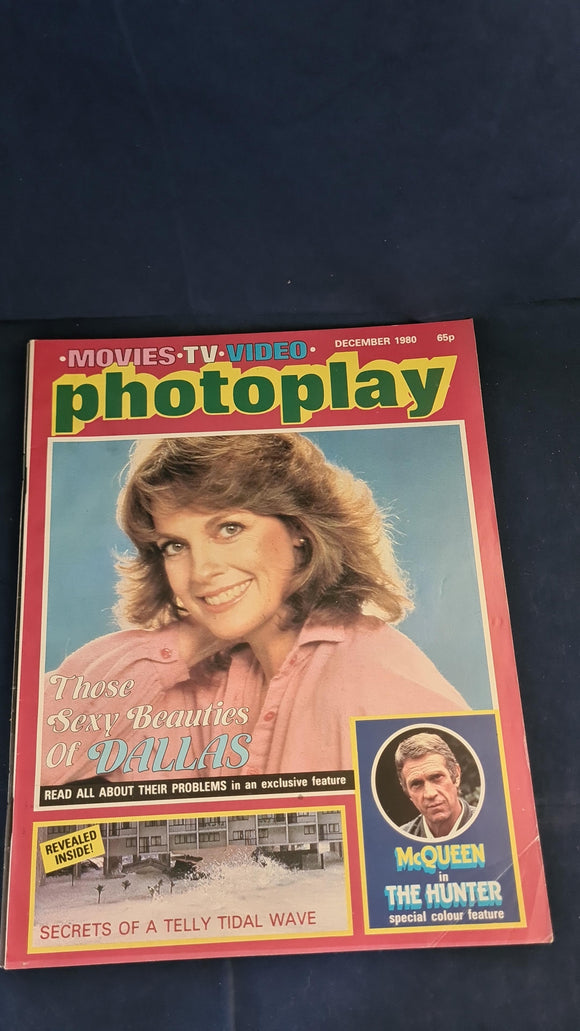 ·MOVIES·TV·VIDEO·
DECEMBER 1980 65p
photoplay
Those
Sexy Beauties
Of DALLAS
READ ALL ABOUT THEIR PROBLEMS in an exclusive feature
REVEALED
INSIDE!
SECRETS OF A TELLY TIDAL WAVE
McQUEEN
in
THE HUNTER
special colour feature